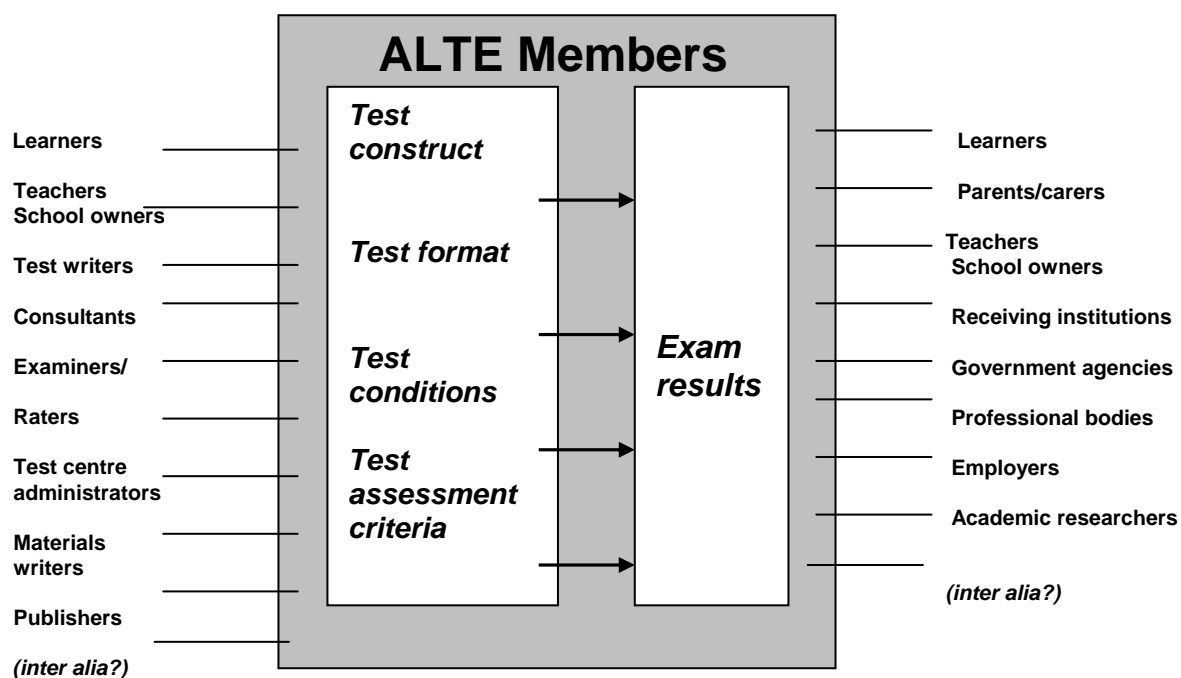 ALTE Members
Learners
Teachers
School owners
Test writers
Consultants
Examiners/
Raters
Test centre
administrators
Materials
writers
Publishers
(inter alia?)
Test
construct
Test format
Test
conditions
Test
assessment
criteria
Exam
results
Learners
Parents/carers
Teachers
School owners
Receiving institutions
Government agencies
Professional bodies
Employers
Academic researchers
(inter alia?)